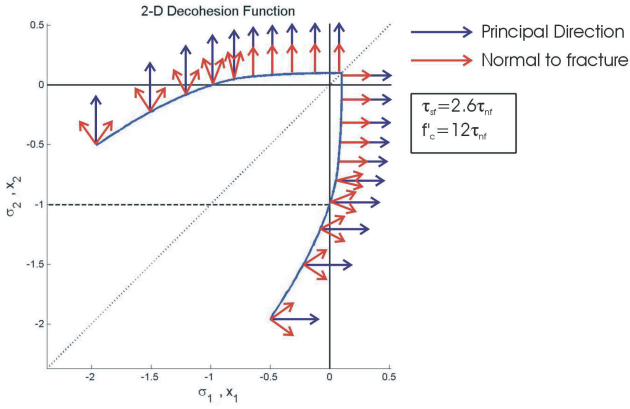 2-D Decohesion Function
0.5
0
-0.5
-1
-1.5
-2
σ2 , x2
-2
-1.5
-1
-0.5
0
0.5
σ1 , x1
Principal Direction
Normal to fracture
τsf=2.6τnf
f'c=12τnf